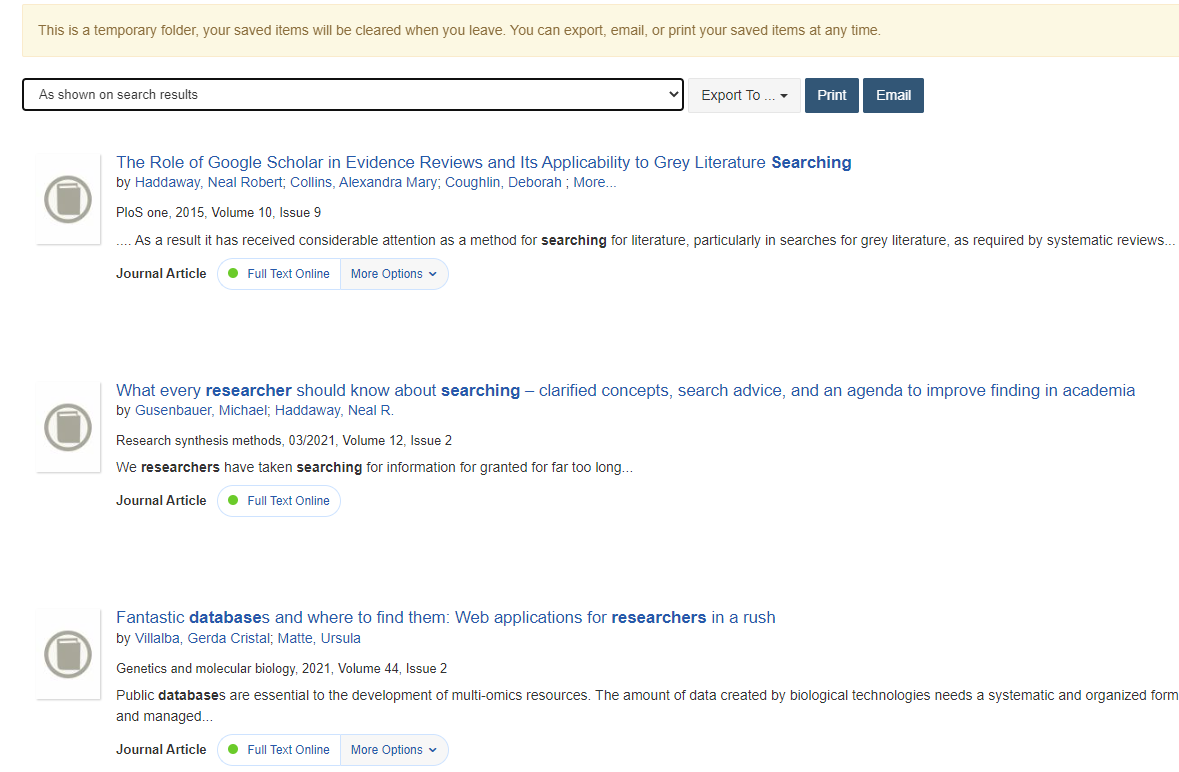 This is a temporary folder, your saved items will be cleared when you leave. You can export, email, or print your saved items at any time.
As shown on search results
Export To ...
Print
Email
The Role of Google Scholar in Evidence Reviews and Its Applicability to Grey Literature Searching
by Haddaway, Neal Robert; Collins, Alexandra Mary; Coughlin, Deborah ; More...
PloS one, 2015, Volume 10, Issue 9
.... As a result it has received considerable attention as a method for searching for literature, particularly in searches for grey literature, as required by systematic reviews...
Journal Article Full Text Online More Options
What every researcher should know about searching – clarified concepts, search advice, and an agenda to improve finding in academia
by Gusenbauer, Michael; Haddaway, Neal R.
Research synthesis methods, 03/2021, Volume 12, Issue 2
We researchers have taken searching for information for granted for far too long...
Journal Article Full Text Online
Fantastic databases and where to find them: Web applications for researchers in a rush
by Villalba, Gerda Cristal; Matte, Ursula
Genetics and molecular biology, 2021, Volume 44, Issue 2
Public databases are essential to the development of multi-omics resources. The amount of data created by biological technologies needs a systematic and organized form
and managed...
Journal Article Full Text Online More Options